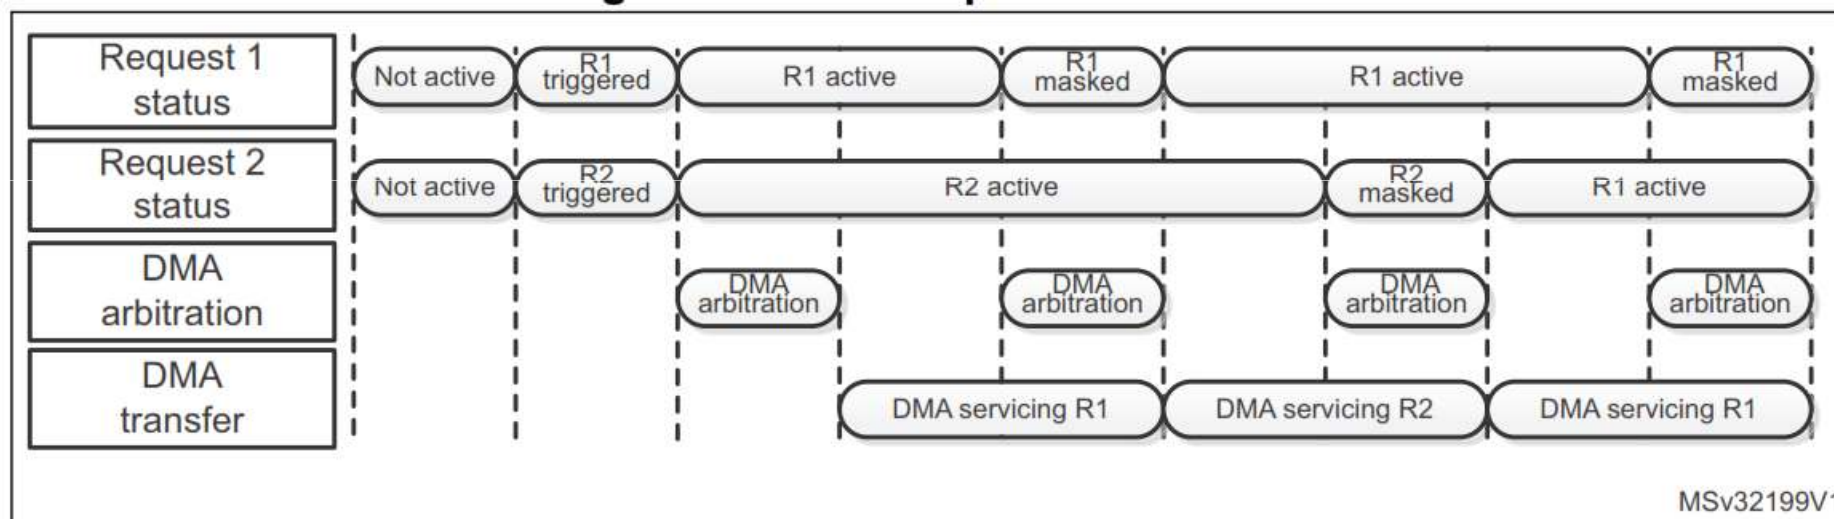 Request 1
status
Not active
R1
triggered
R1 active
R1
masked
R1 active
R1
masked
Request 2
status
Not active
R2
triggered
R2 active
R2
masked
R1 active
DMA
arbitration
DMA
arbitration
DMA
arbitration
DMA
arbitration
DMA
arbitration
DMA
transfer
DMA servicing R1
DMA servicing R2
DMA servicing R1
MSv32199V1